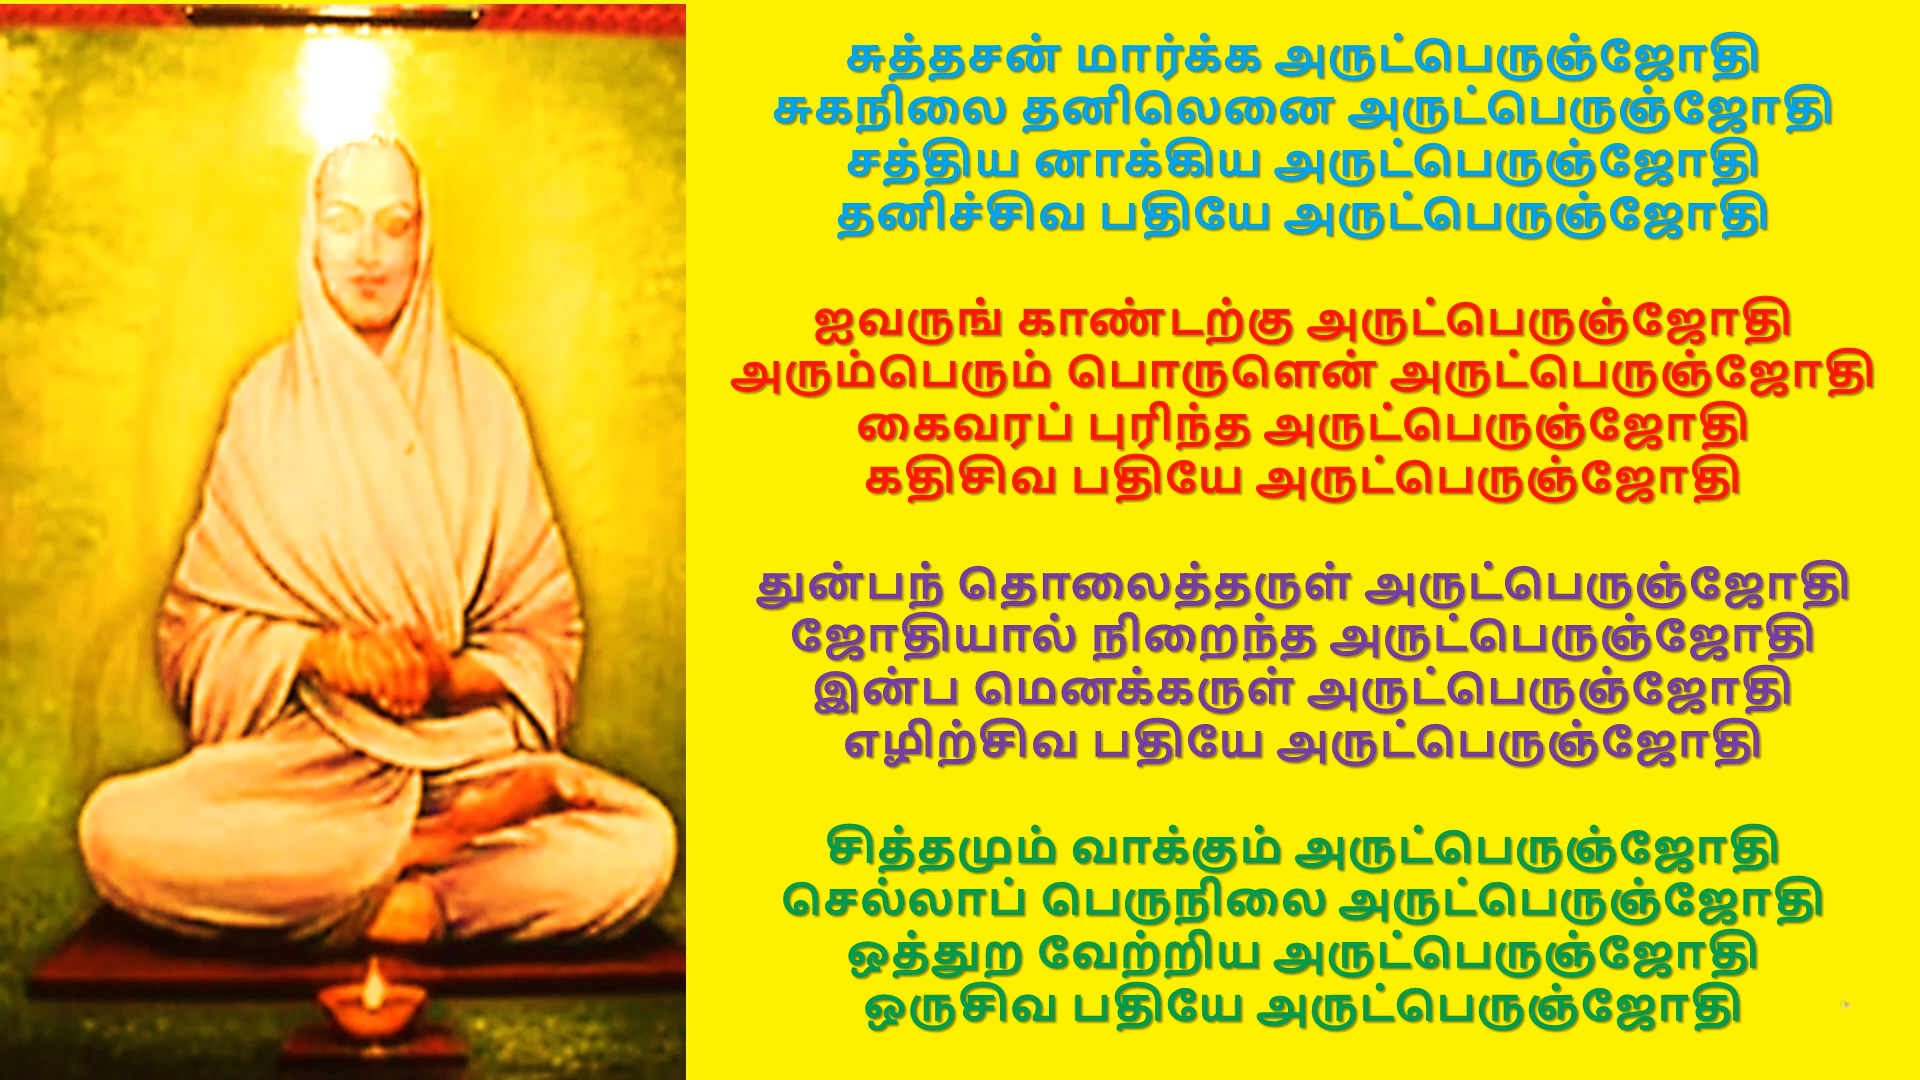 சுத்தசன் மார்க்க அருட்பெருஞ்ஜோதி
சுகநிலை தனிலெனை அருட்பெருஞ்ஜோதி
சத்திய னாக்கிய அருட்பெருஞ்ஜோதி
தனிச்சிவ பதியே அருட்பெருஞ்ஜோதி
ஐவருங் காண்டற்கு அருட்பெருஞ்ஜோதி
அரும்பெரும் பொருளென் அருட்பெருஞ்ஜோதி
கைவரப் புரிந்த அருட்பெருஞ்ஜோதி
கதிசிவ பதியே அருட்பெருஞ்ஜோதி
துன்பந் தொலைத்தருள் அருட்பெருஞ்ஜோதி
ஜோதியால் நிறைந்த அருட்பெருஞ்ஜோதி
இன்ப மெனக்கருள் அருட்பெருஞ்ஜோதி
எழிற்சிவ பதியே அருட்பெருஞ்ஜோதி
சித்தமும் வாக்கும் அருட்பெருஞ்ஜோதி
செல்லாப் பெருநிலை அருட்பெருஞ்ஜோதி
ஒத்துற வேற்றிய அருட்பெருஞ்ஜோதி
ஒருசிவ பதியே அருட்பெருஞ்ஜோதி